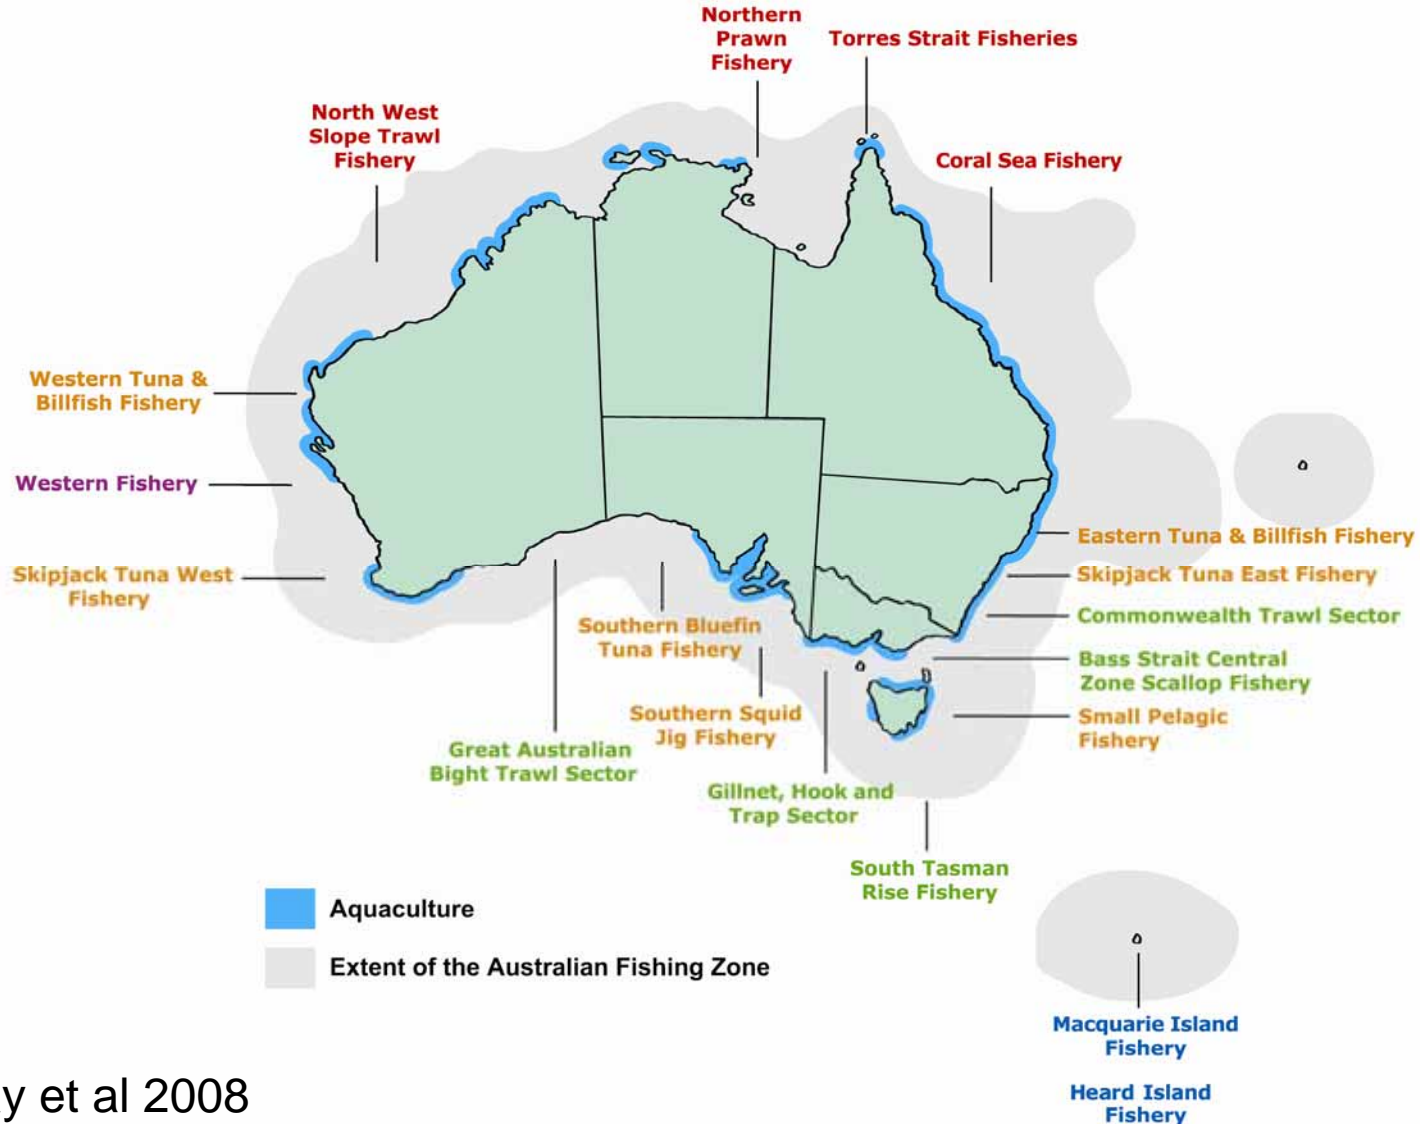 Northern
Prawn
Fishery
Torres Strait Fisheries
North West
Slope Trawl
Fishery
Coral Sea Fishery
Western Tuna &
Billfish Fishery
Western Fishery
Skipjack Tuna West
Fishery
Eastern Tuna & Billfish Fishery
Skipjack Tuna East Fishery
Commonwealth Trawl Sector
Bass Strait Central
Zone Scallop Fishery
Small Pelagic
Fishery
Southern Bluefin
Tuna Fishery
Southern Squid
Jig Fishery
Great Australian
Bight Trawl Sector
Gillnet, Hook and
Trap Sector
South Tasman
Rise Fishery
Aquaculture
Extent of the Australian Fishing Zone
Macquarie Island
Fishery
Heard Island
Fishery
et al 2008